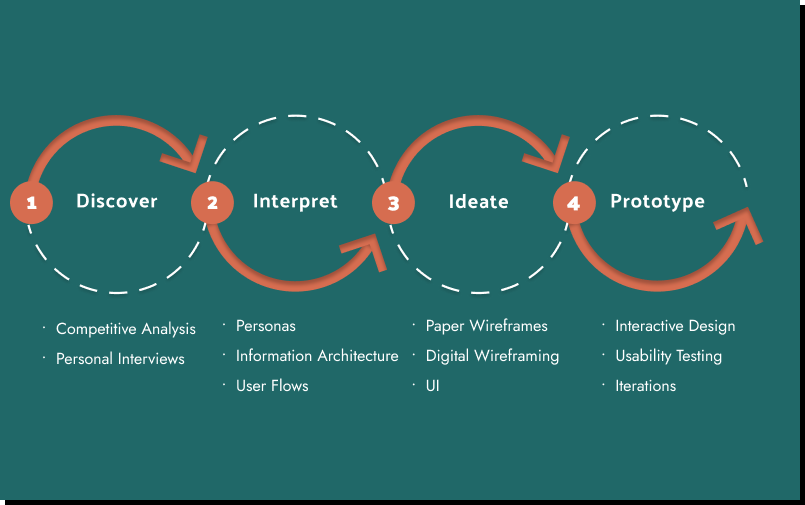 1 Discover
2 Interpret
3 Ideate
4 Prototype
· Competitive Analysis
· Personal Interviews
· Personas
· Information Architecture
· User Flows
· Paper Wireframes
· Digital Wireframing
· UI
· Interactive Design
· Usability Testing
· Iterations